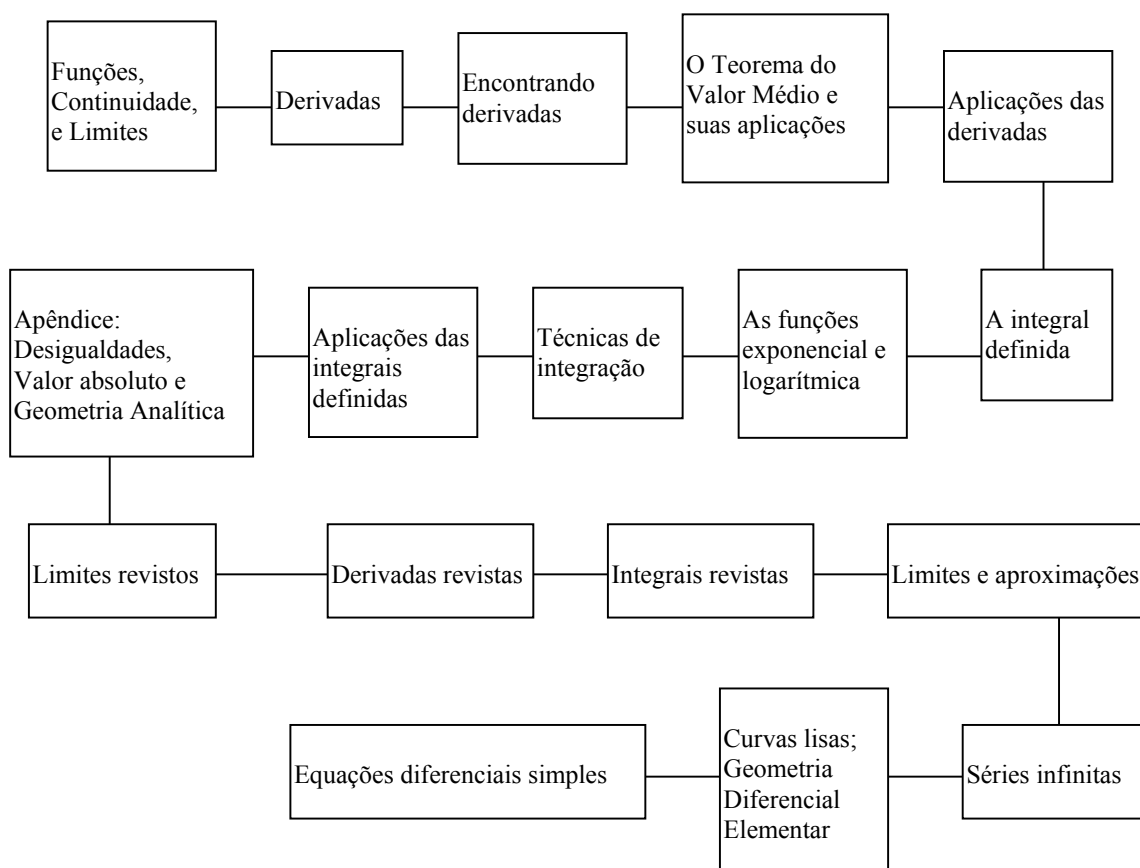 Funções,
Continuidade,
e Limites
Derivadas
Encontrando
derivadas
O Teorema do
Valor Médio e
suas aplicações
Aplicações das
derivadas
A integral
definida
As funções
exponencial e
logarítmica
Técnicas de
integração
Aplicações das
integrais
definidas
Apêndice:
Desigualdades,
Valor absoluto e
Geometria Analítica
Limites revistos
Derivadas revistas
Integrais revistas
Limites e aproximações
Séries infinitas
Curvas lisas;
Geometria
Diferencial
Elementar
Equações diferenciais simples